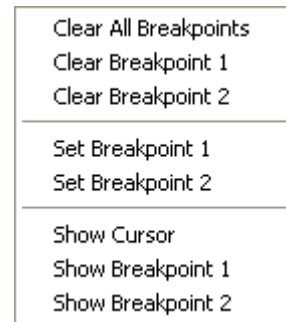 Clear All Breakpoints
Clear Breakpoint 1
Clear Breakpoint 2
Set Breakpoint 1
Set Breakpoint 2
Show Cursor
Show Breakpoint 1
Show Breakpoint 2